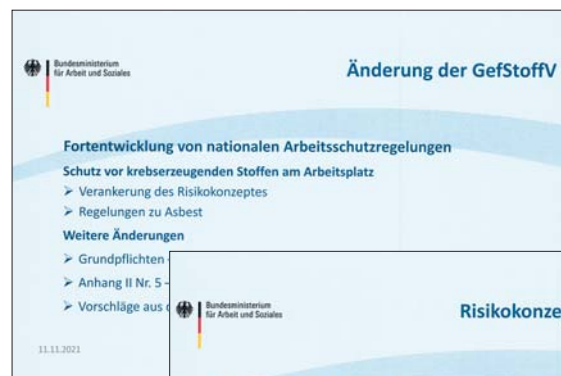 Bundesministerium
für Arbeit und Soziales
Änderung der GefStoffV
Fortentwicklung von nationalen Arbeitsschutzregelungen
Schutz vor krebserzeugenden Stoffen am Arbeitsplatz
➢ Verankerung des Risikokonzeptes
➢ Regelungen zu Asbest
Weitere Änderungen
➢ Grundpflichten
➢ Anhang II Nr. 5 –
➢ Vorschläge aus
11.11.2021
Bundesministerium
für Arbeit und Soziales
Risikokonze